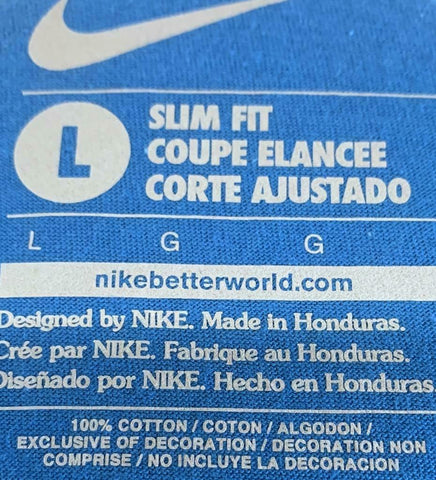 L
SLIM FIT
COUPE ELANCEE
CORTE AJUSTADO
L G G
nikebetterworld.com
Designed by NIKE. Made in Honduras.
Crée par NIKE. Fabrique au Honduras.
Diseñado por NIKE. Hecho en Honduras
100% COTTON / COTON / ALGODON /
EXCLUSIVE OF DECORATION / DECORATION NON
COMPRISE / NO INCLUYE LA DECORACION